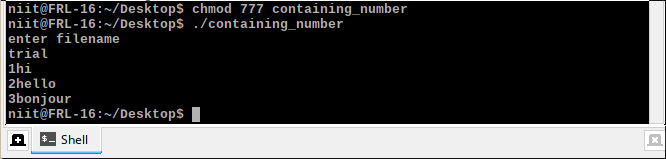 niit@FRL-16:~/Desktop$ chmod 777 containing_number
niit@FRL-16:~/Desktop$ ./containing_number
enter filename
trial
1hi
2hello
3bonjour
niit@FRL-16:~/Desktop$
Shell